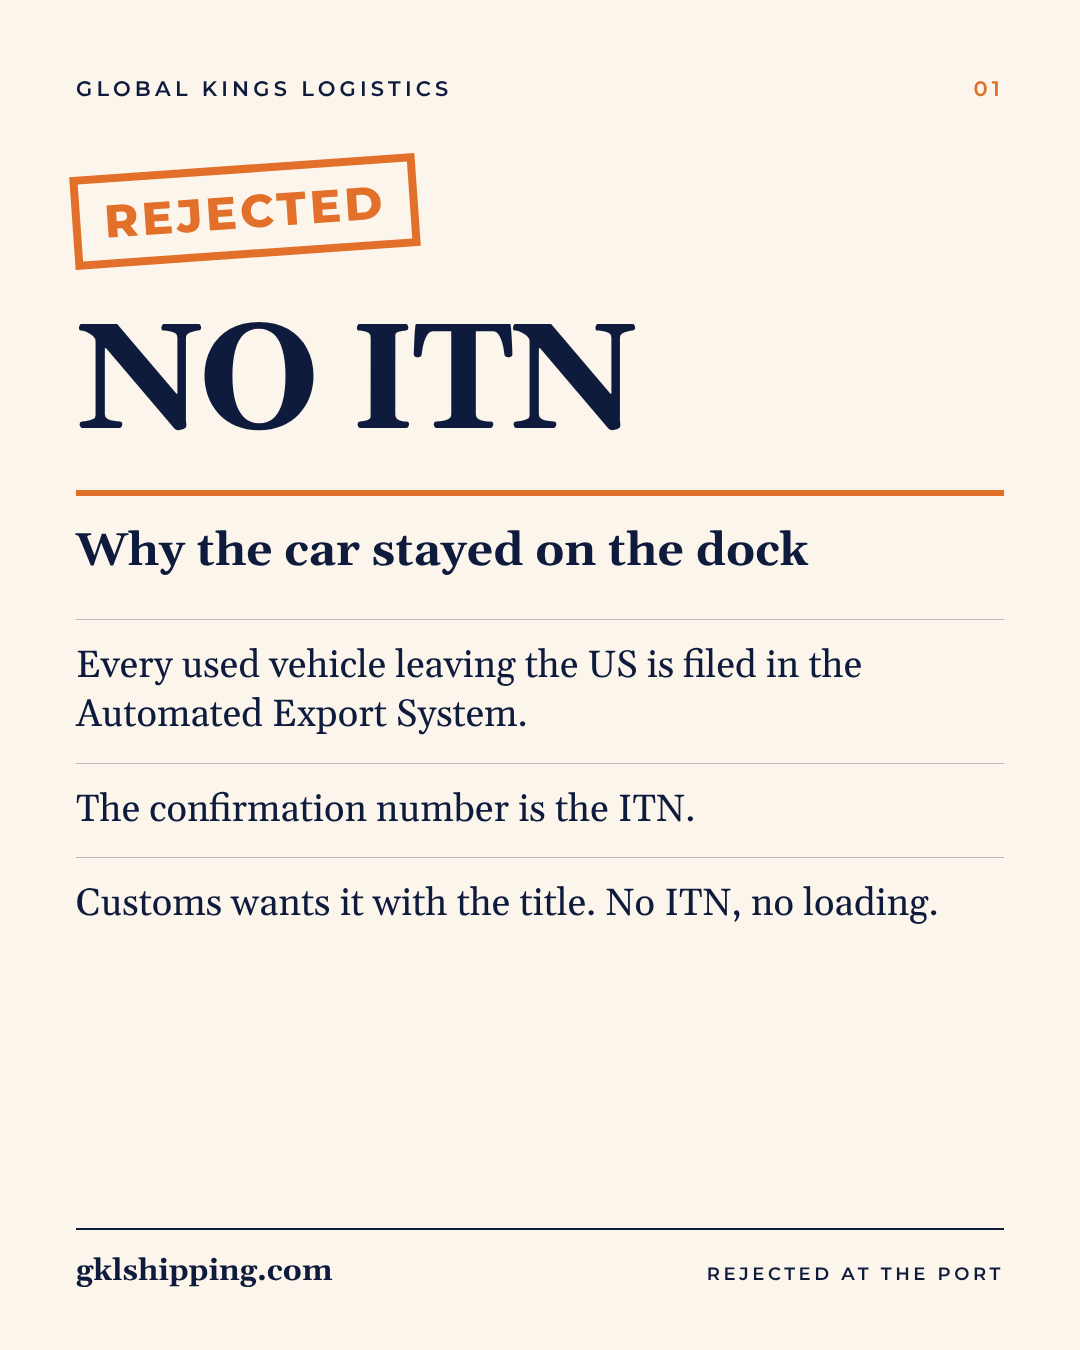 GLOBAL KINGS LOGISTICS
01
REJECTED
NO ITN
Why the car stayed on the dock
Every used vehicle leaving the US is filed in the
Automated Export System.
The confirmation number is the ITN.
Customs wants it with the title. No ITN, no loading.
gklshipping.com
REJECTED AT THE PORT